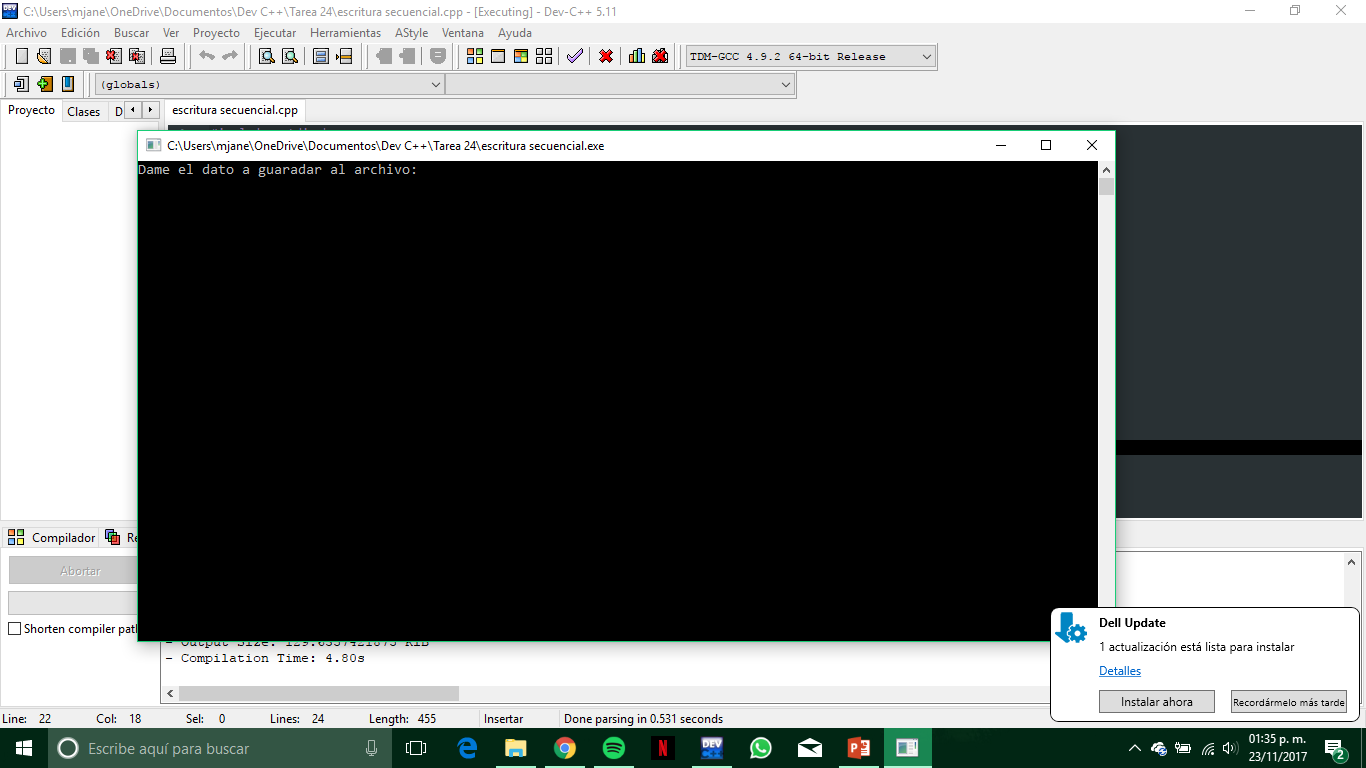 C:\Users\mjane\OneDrive\Documentos\Dev C++\Tarea 24\escritura secuencial.cpp - [Executing] - Dev-C++ 5.11
Archivo Edición Buscar Ver Proyecto Ejecutar Herramientas AStyle Ventana Ayuda
TDM-GCC 4.9.2 64-bit Release
(globals)
Proyecto Clases D
escritura secuencial.cpp
C:\Users\mjane\OneDrive\Documentos\Dev C++\Tarea 24\escritura secuencial.exe
Dame el dato a guaradar al archivo:
Compilador Re
Abortar
Shorten compiler path
- Output Size: 129.6357421875 KiB
- Compilation Time: 4.80s
Dell Update
1 actualización está lista para instalar
Detalles
Instalar ahora Recordármelo más tarde
Line: 22 Col: 18 Sel: 0 Lines: 24 Length: 455 Insertar Done parsing in 0.531 seconds
Escribe aquí para buscar
DEV
01:35 p. m.
23/11/2017
2